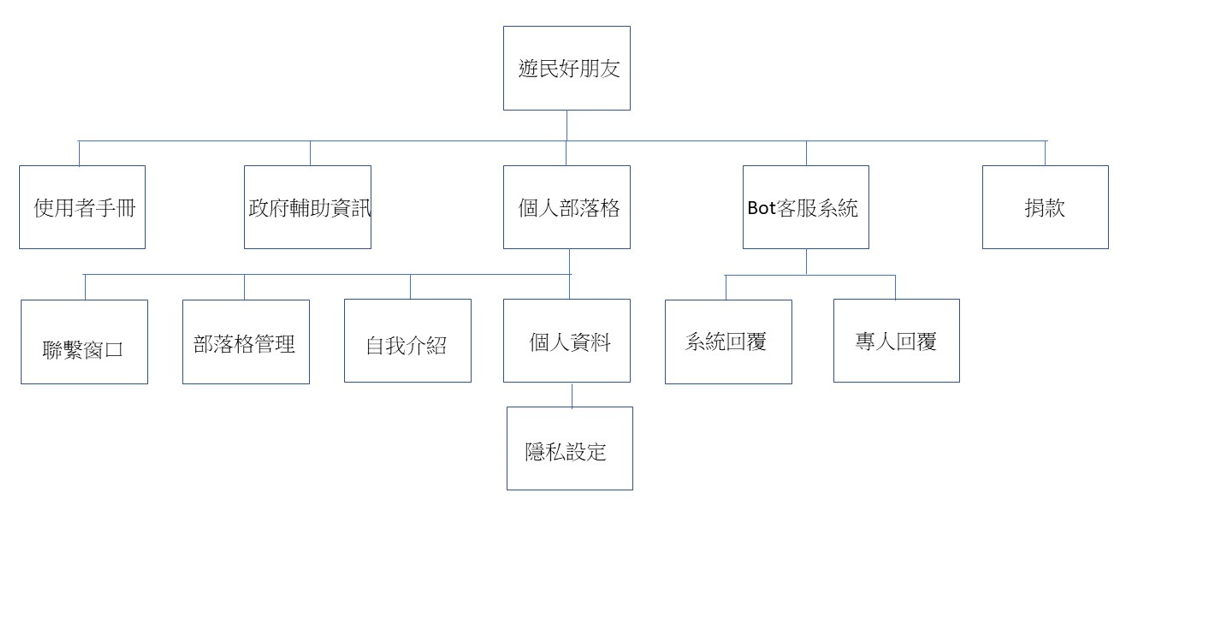 遊民好朋友
使用者手冊
政府輔助資訊
個人部落格
Bot客服系統
捐款
聯繫窗口
部落格管理
自我介紹
個人資料
系統回覆
專人回覆
隱私設定